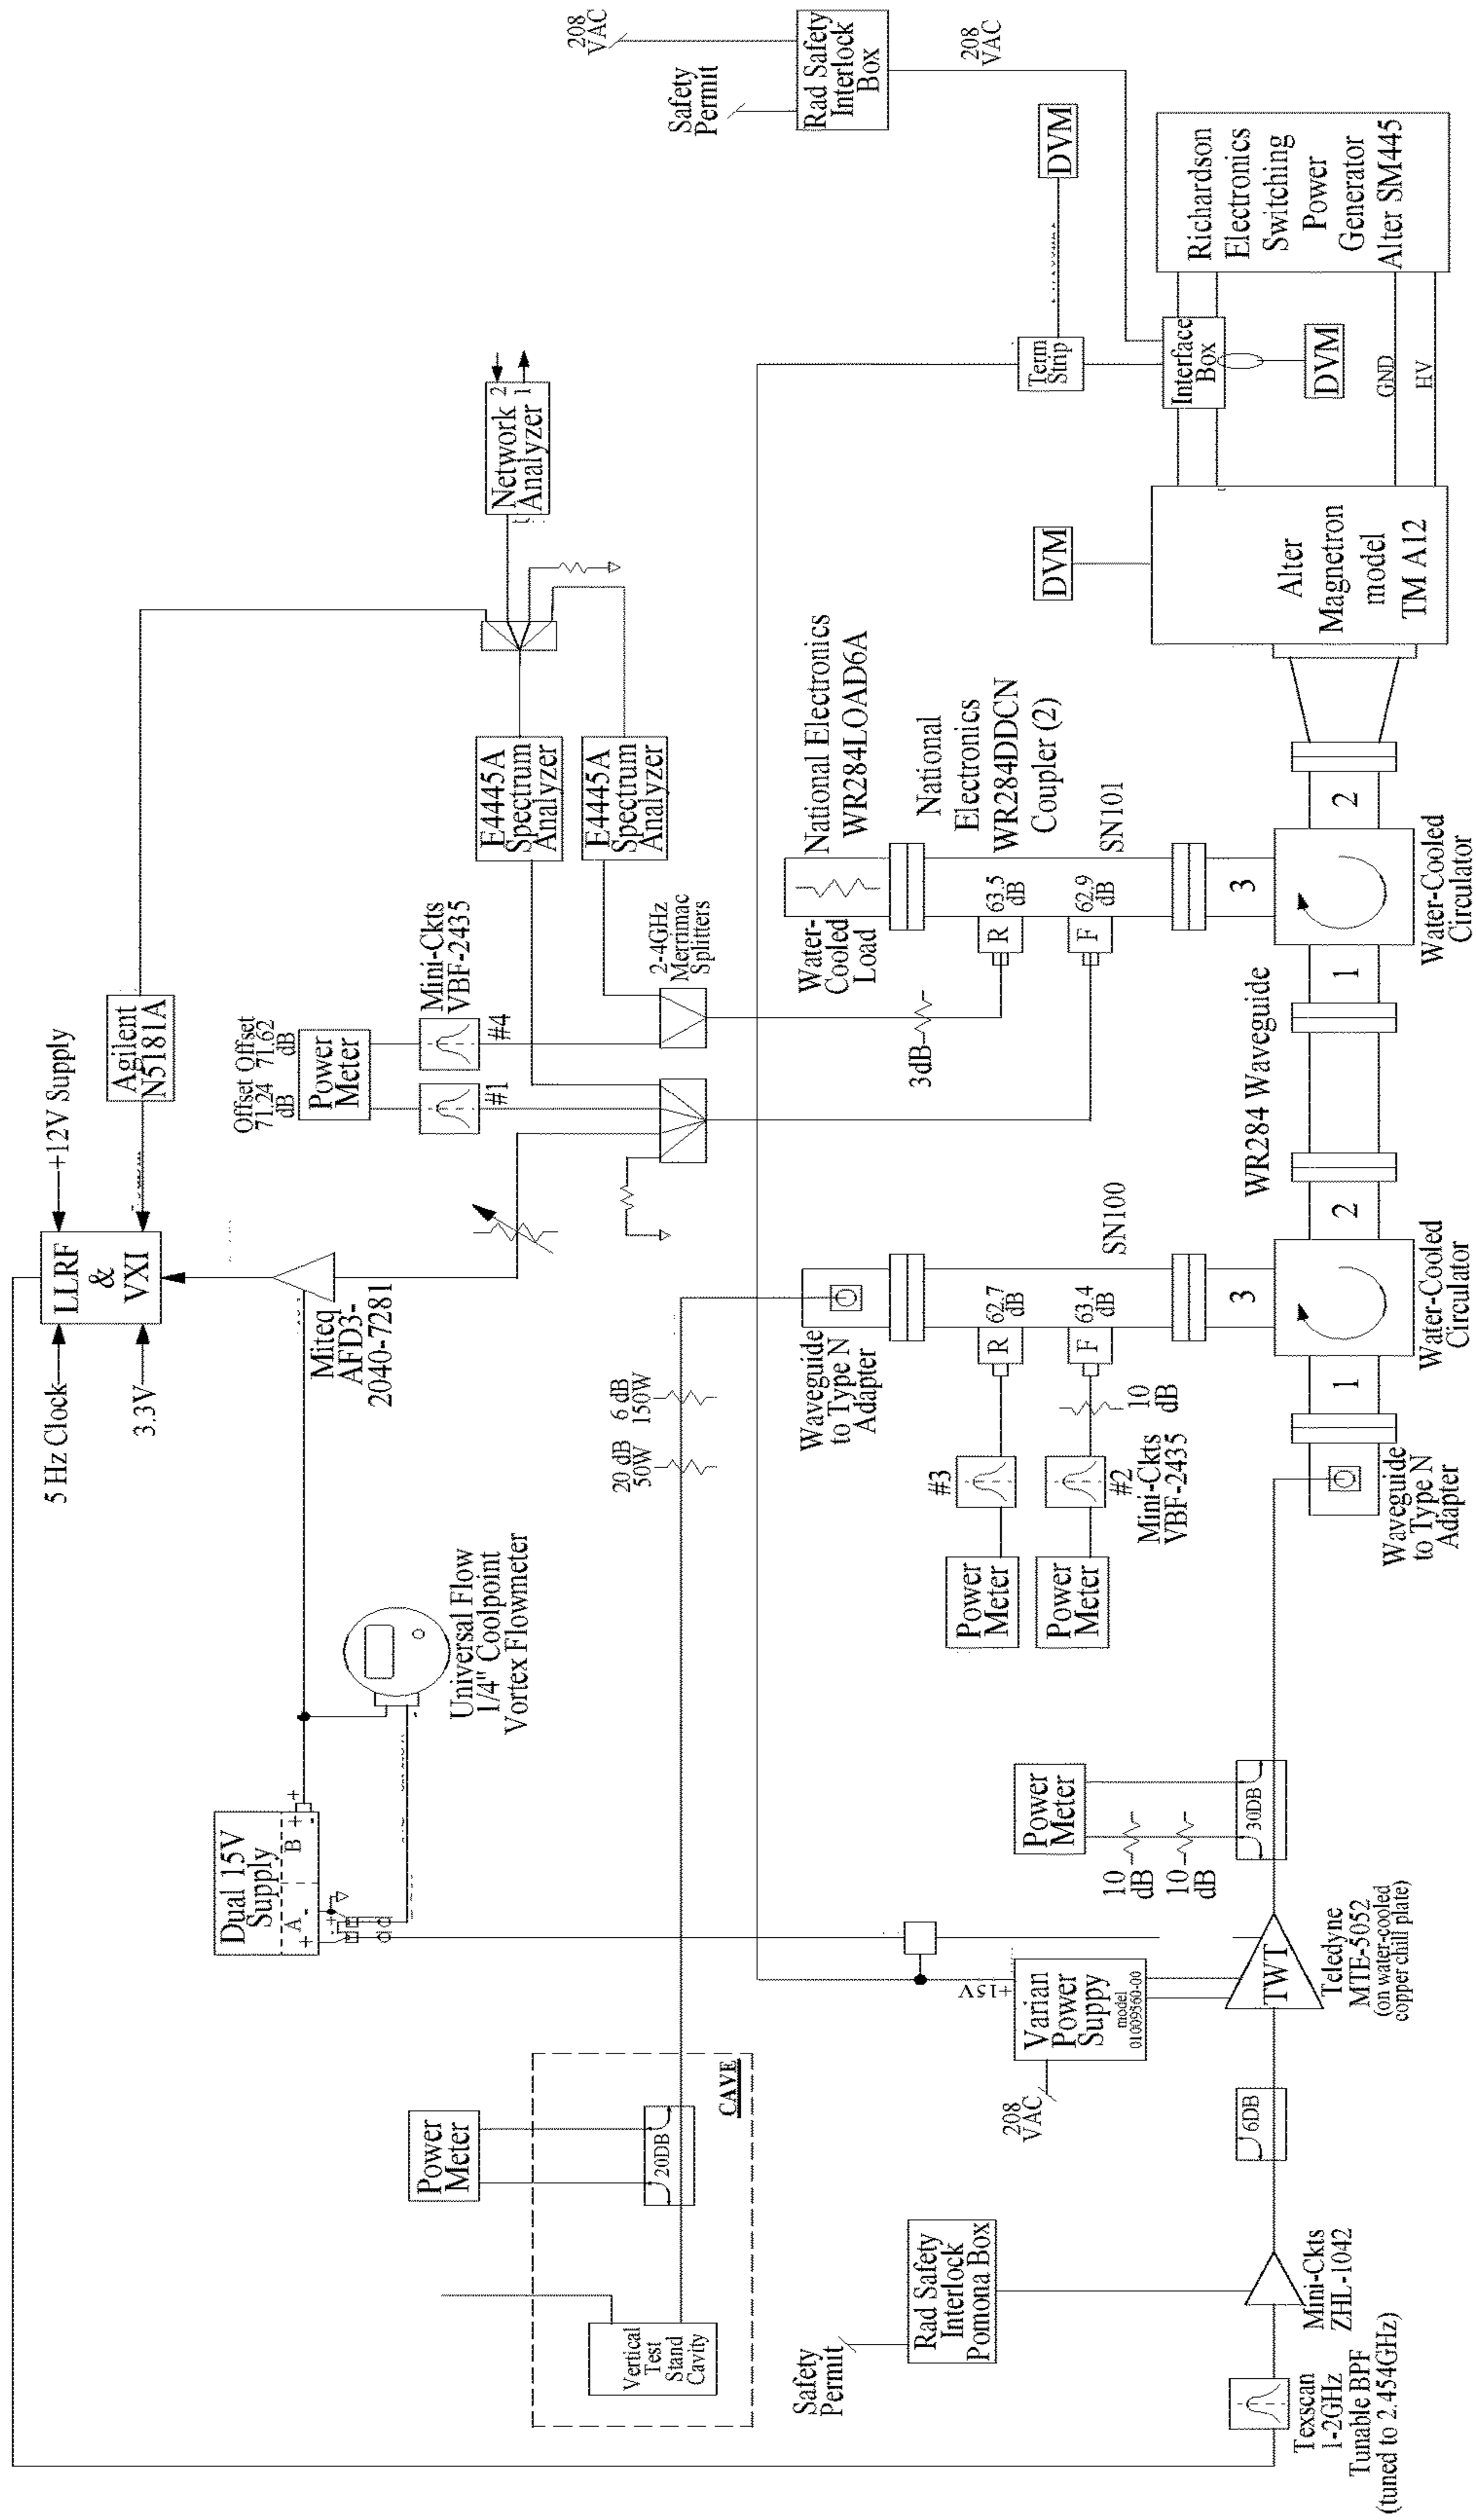 208
VAC
Safety
Permit
Rad Safety
Interlock
Box
208
VAC
DVM
Richardson
Electronics
Switching
Power
Generator
Alter SM445
Term
Strip
Interface
Box
DVM
GND
HV
DVM
Alter
Magnetron
model
TM A12
Network 2
Analyzer 1
E4445A
Spectrum
Analyzer
E4445A
Spectrum
Analyzer
National Electronics
WR284LOAD6A
Water-
Cooled
Load
National
Electronics
WR284DDCN
Coupler (2)
SN101
R
63.5
dB
F
62.9
dB
3
2
1
Water-Cooled
Circulator
WR284 Waveguide
3dB
2-4GHz
Merrimac
Splitters
Mini-Ckts
VBF-2435
#4
#1
Offset
71.62
dB
Offset
71.24
dB
Power
Meter
Agilent
N5181A
+12V Supply
LLRF
&
VXI
5 Hz Clock
3.3V
Miteq
AFD3-
2040-7281
6 dB
150W
20 dB
50W
Waveguide
to Type N
Adapter
SN100
R
62.7
dB
F
63.4
dB
3
2
1
Water-Cooled
Circulator
10
dB
#3
#2
Mini-Ckts
VBF-2435
Power
Meter
Power
Meter
Waveguide
to Type N
Adapter
Universal Flow
1/4" Coolpoint
Vortex Flowmeter
Dual 15V
Supply
A
B
+
-
+
+
Power
Meter
10
dB
10
dB
30DB
+15V
Varian
Power
Suppy
model
01009560-00
208
VAC
TWT
Teledyne
MTE-5052
(on water-cooled
copper chill plate)
6DB
CAVE
Power
Meter
20DB
Vertical
Test
Stand
Cavity
Safety
Permit
Rad Safety
Interlock
Pomona Box
Mini-Ckts
ZHL-1042
Texscan
1-2GHz
Tunable BPF
(tuned to 2.454GHz)